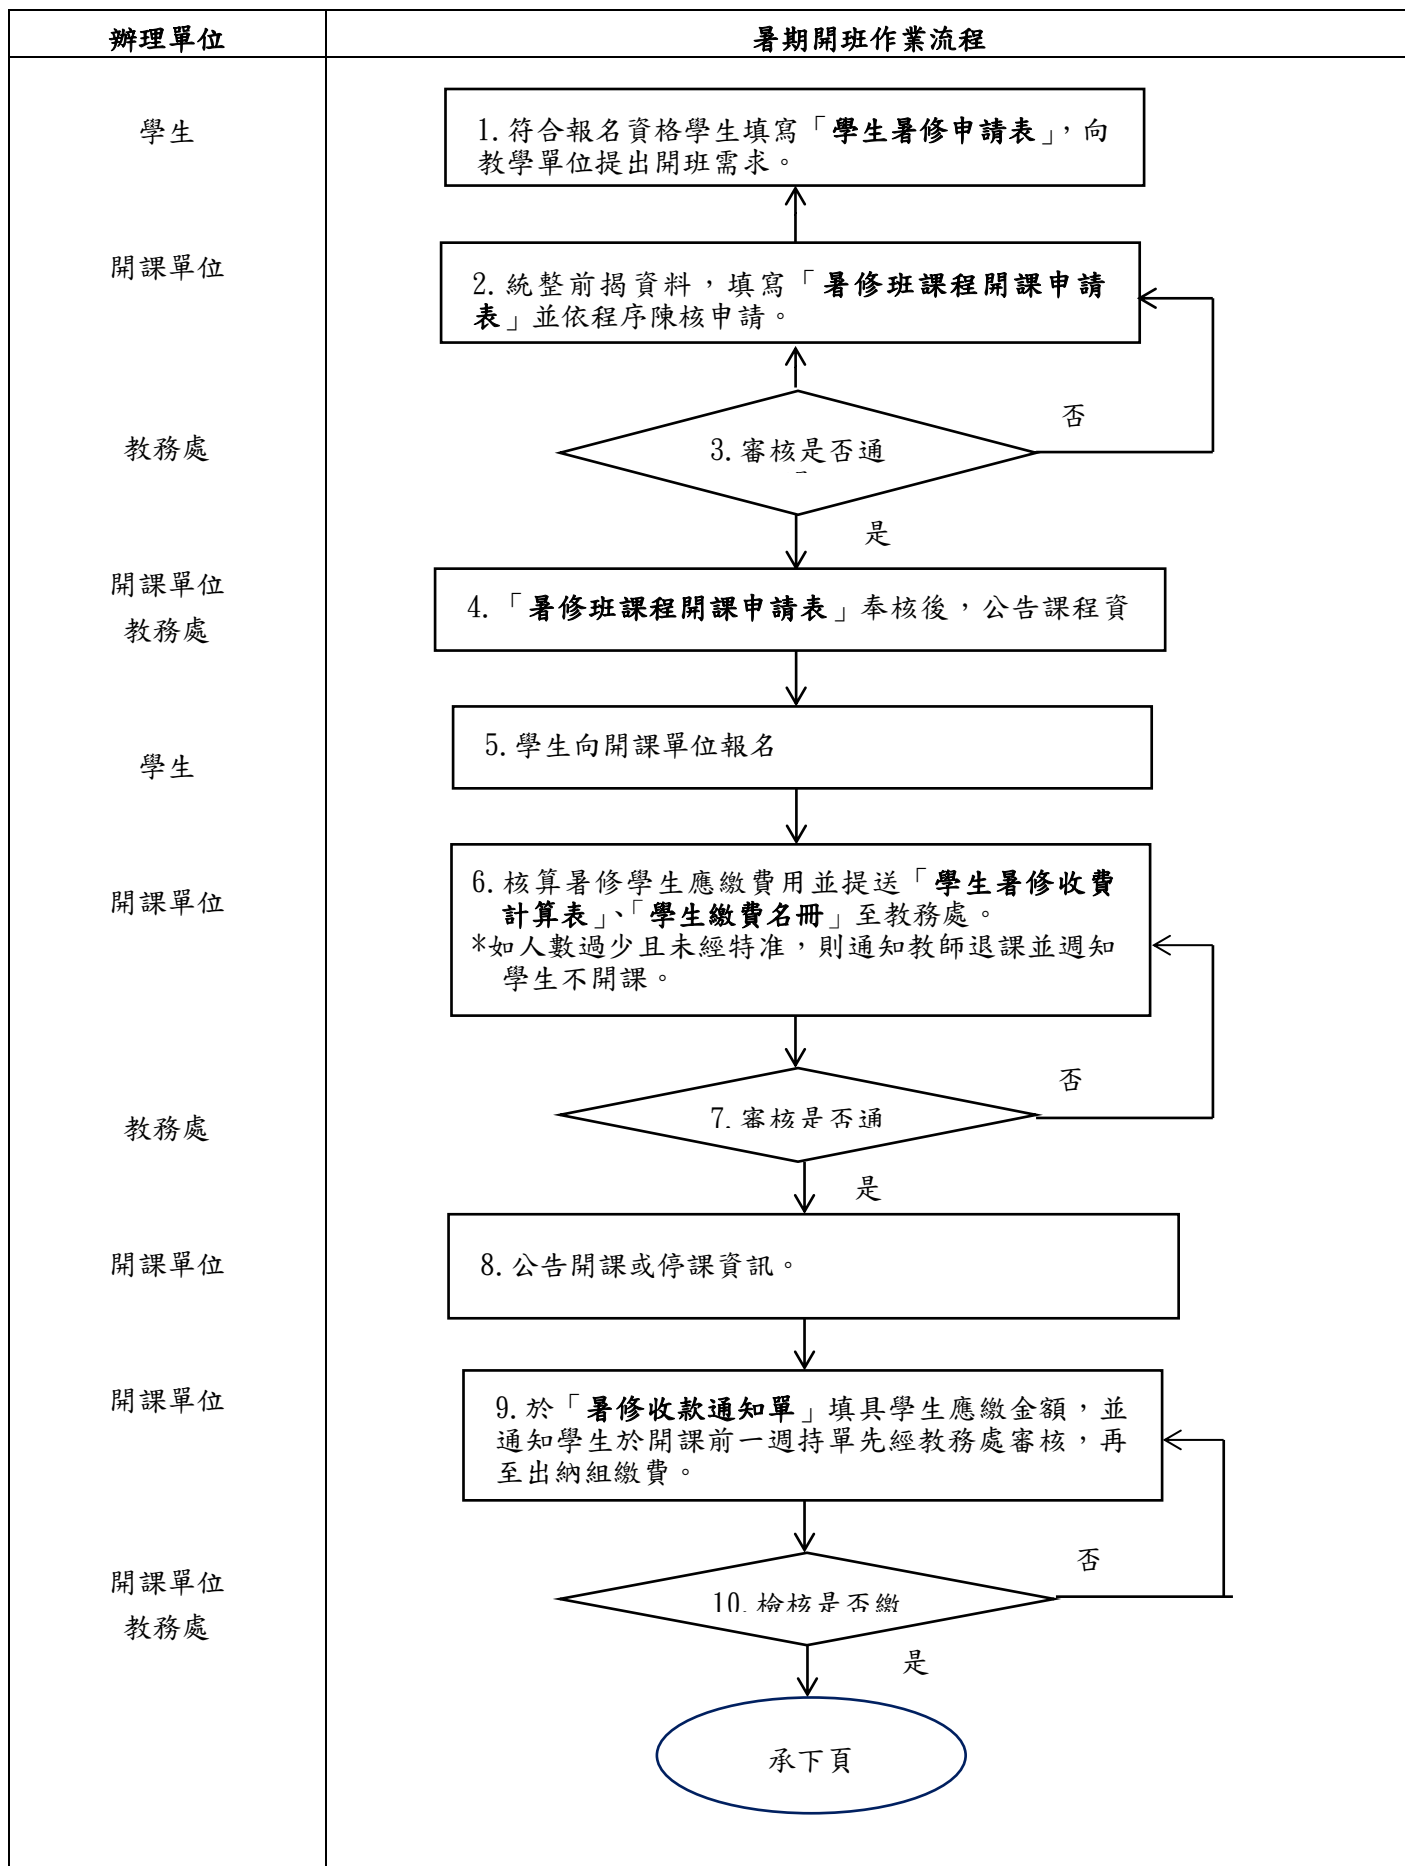 辦理單位
暑期開班作業流程
學生
1.符合報名資格學生填寫「學生暑修申請表」，向
教學單位提出開班需求。
開課單位
2.統整前揭資料，填寫「暑修班課程開課申請
表」並依程序陳核申請。
否
教務處
3.審核是否通
是
開課單位
教務處
4.「暑修班課程開課申請表」奉核後，公告課程資
學生
5.學生向開課單位報名
開課單位
6.核算暑修學生應繳費用並提送「學生暑修收費
計算表」、「學生繳費名冊」至教務處。
*如人數過少且未經特准，則通知教師退課並週知
學生不開課。
否
教務處
7.審核是否通
是
開課單位
8.公告開課或停課資訊。
開課單位
9.於「暑修收款通知單」填具學生應繳金額，並
通知學生於開課前一週持單先經教務處審核，再
至出納組繳費。
否
開課單位
教務處
10.檢核是否繳
是
承下頁